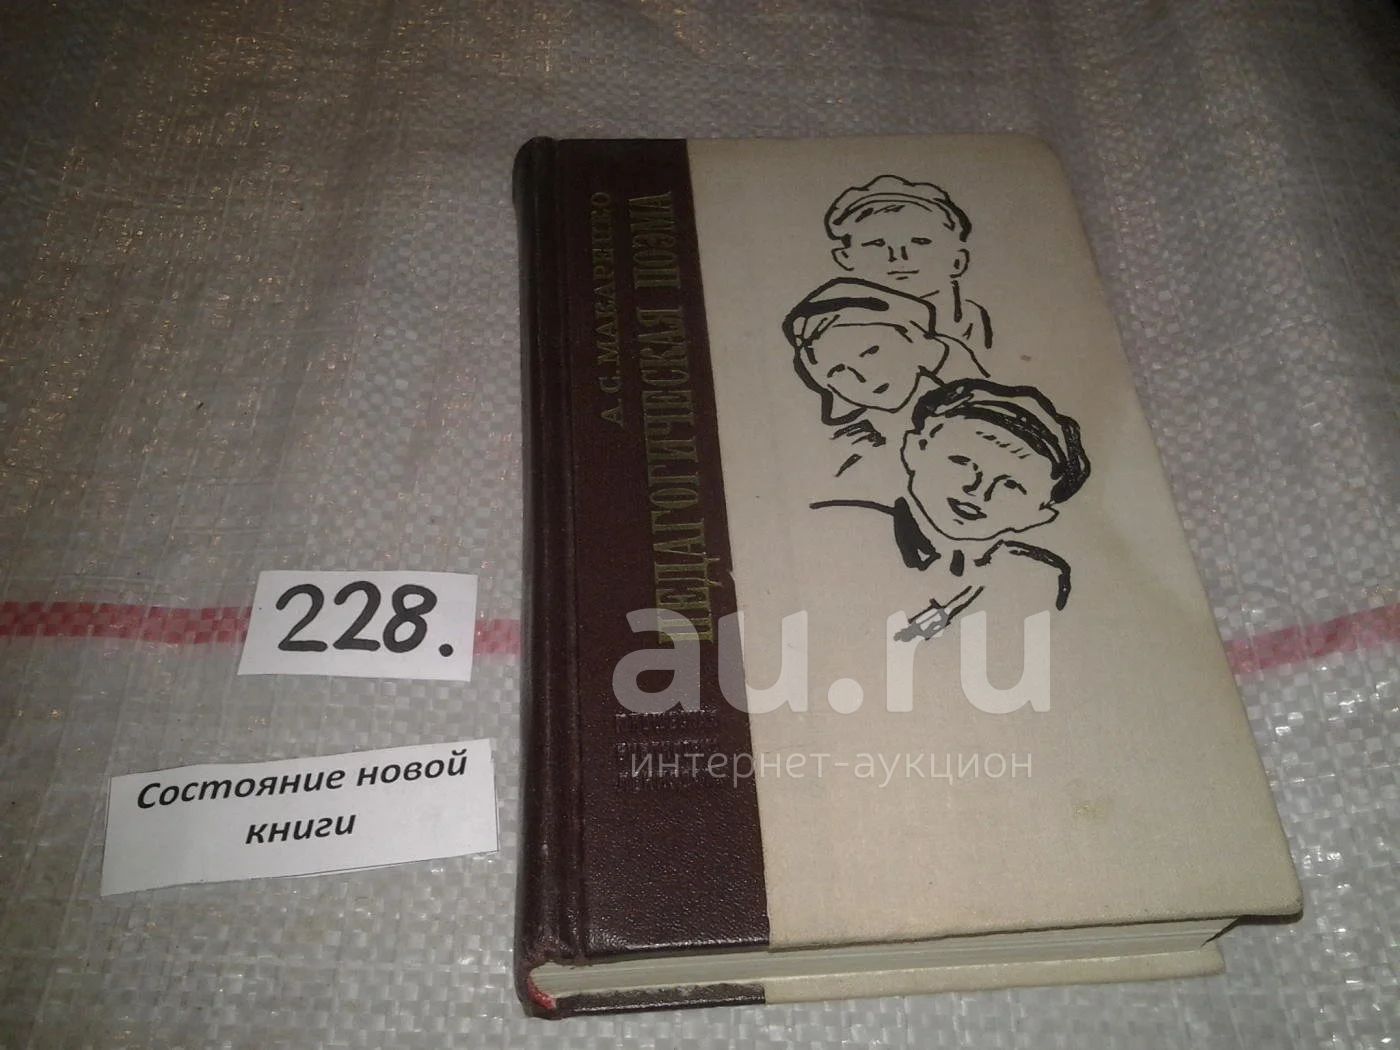 А. С. МАКАРЕНКО
ПЕДАГОГИЧЕСКАЯ ПОЭМА
228.
Состояние новой
книги
au.ru
интернет-аукцион